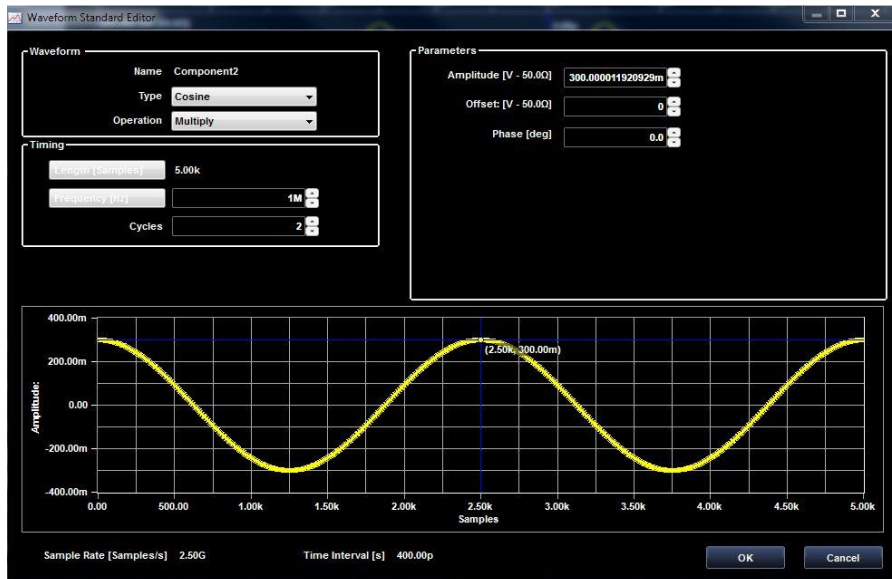 Waveform Standard Editor
Waveform
Name Component2
Type Cosine
Operation Multiply
Timing
Length [Samples] 5.00k
Frequency [Hz] 1M
Cycles 2
Parameters
Amplitude [V - 50.0Ω] 300.000011920929m
Offset: [V - 50.0Ω] 0
Phase [deg] 0.0
400.00m
200.00m
0.00
-200.00m
-400.00m
Amplitude:
(2.50k, 300.00m)
0.00 500.00 1.00k 1.50k 2.00k 2.50k 3.00k 3.50k 4.00k 4.50k 5.00k
Samples
Sample Rate [Samples/s] 2.50G Time Interval [s] 400.00p
OK Cancel